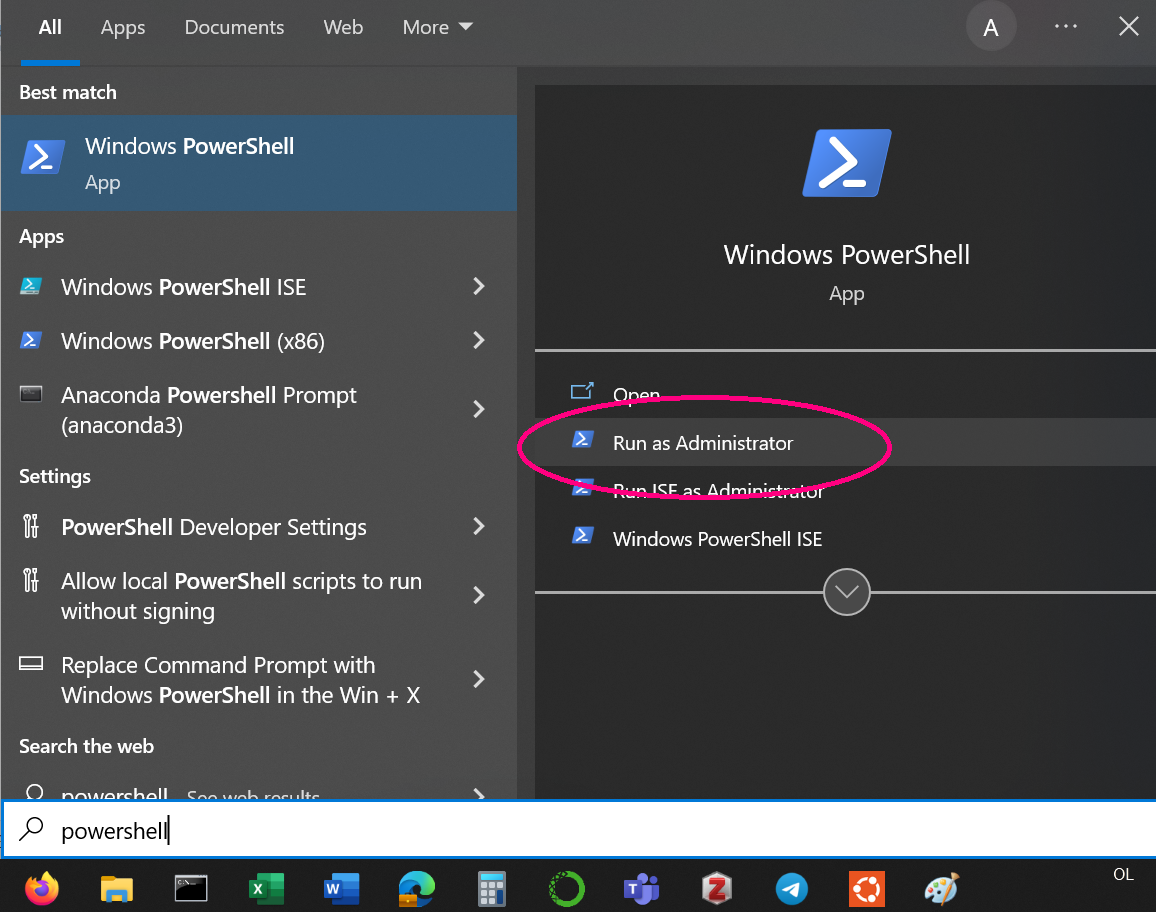 All Apps Documents Web More A
Best match
Windows PowerShell
App
Apps
Windows PowerShell ISE
Windows PowerShell (x86)
Anaconda Powershell Prompt
(anaconda3)
Settings
PowerShell Developer Settings
Allow local PowerShell scripts to run
without signing
Replace Command Prompt with
Windows PowerShell in the Win + X
Search the web
powershell - See web results
Windows PowerShell
App
Open
Run as Administrator
Run ISE as Administrator
Windows PowerShell ISE
powershell
OL